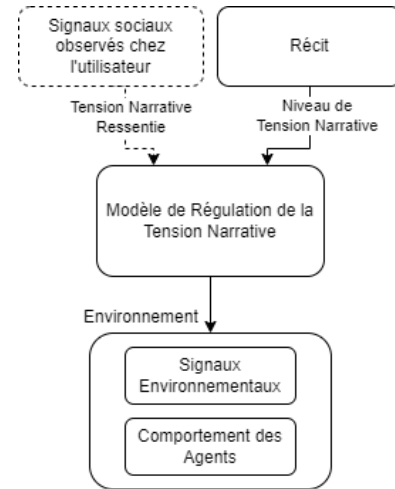 Signaux sociaux
observés chez
l'utilisateur
Récit
Tension Narrative
Ressentie
Niveau de
Tension Narrative
Modèle de Régulation de la
Tension Narrative
Environnement
Signaux
Environnementaux
Comportement des
Agents